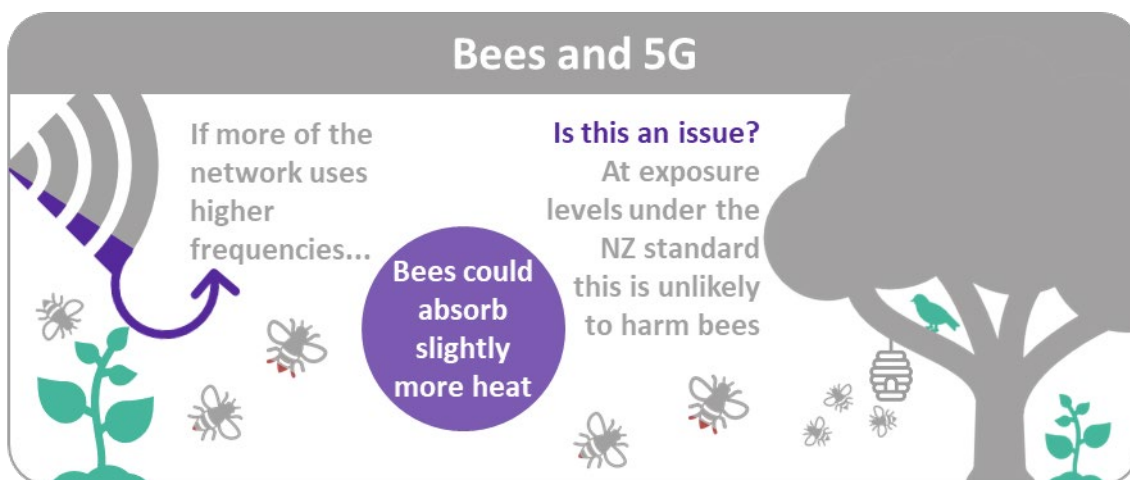 Bees and 5G
If more of the
network uses
higher
frequencies...
Bees could
absorb
slightly
more heat
Is this an issue?
At exposure
levels under the
NZ standard
this is unlikely
to harm bees